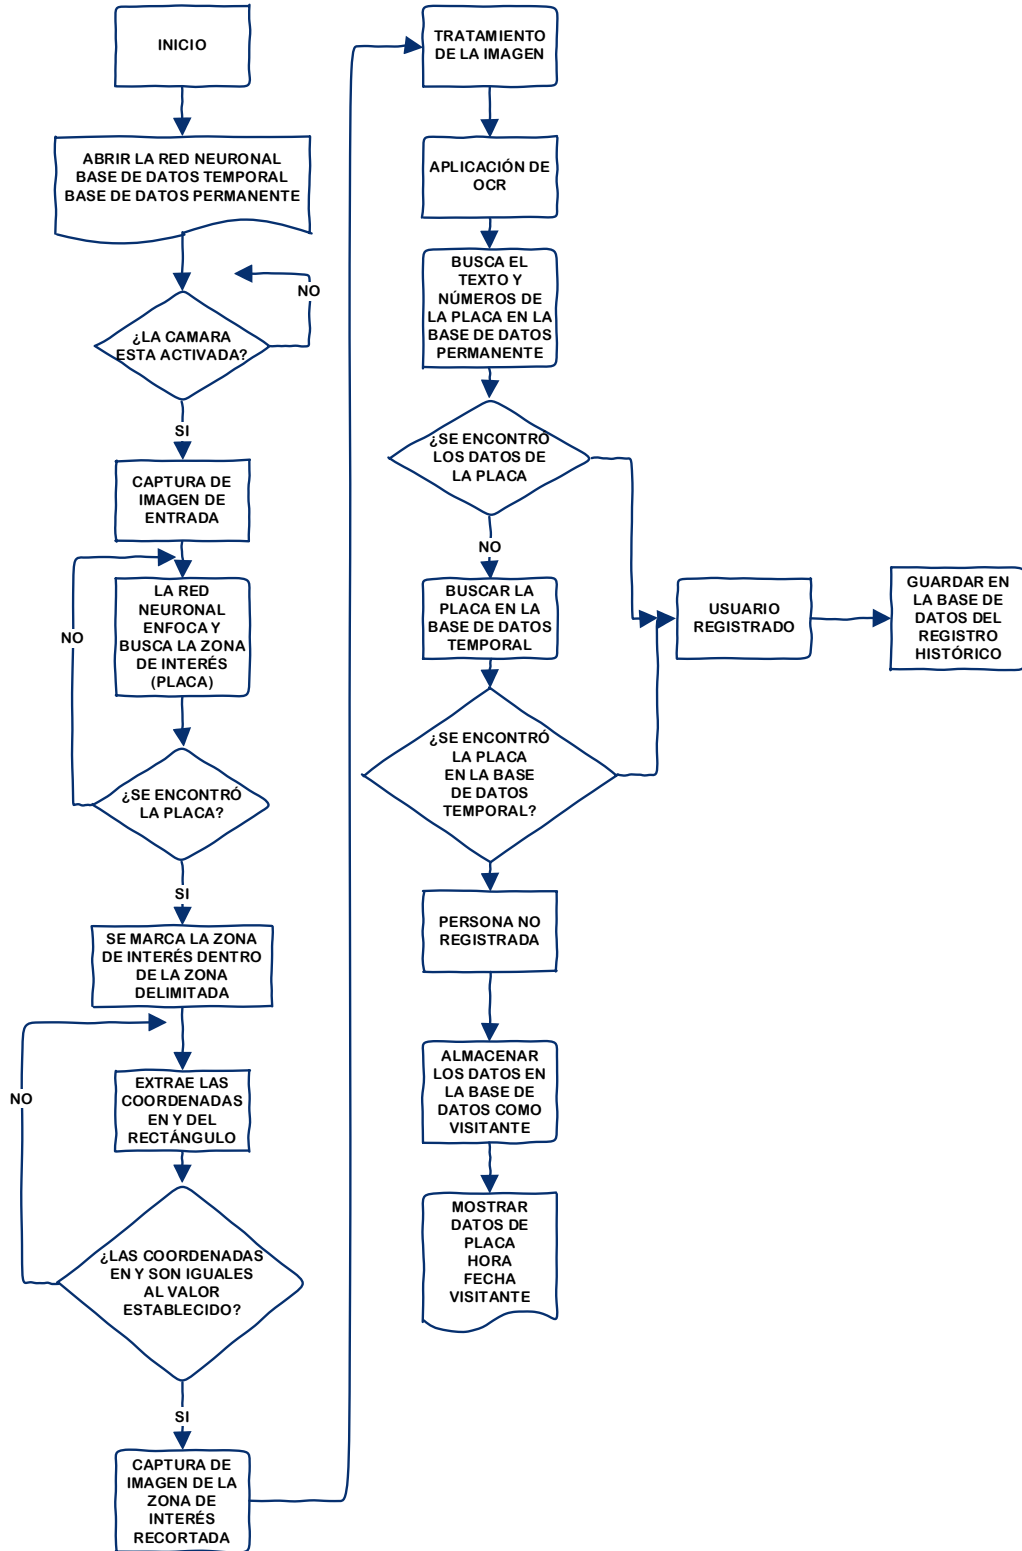 INICIO
ABRIR LA RED NEURONAL
BASE DE DATOS TEMPORAL
BASE DE DATOS PERMANENTE
NO
¿LA CAMARA
ESTA ACTIVADA?
SI
CAPTURA DE
IMAGEN DE
ENTRADA
LA RED
NEURONAL
ENFOCA Y
BUSCA LA ZONA
DE INTERÉS
(PLACA)
NO
¿SE ENCONTRÓ
LA PLACA?
SI
SE MARCA LA ZONA
DE INTERÉS DENTRO
DE LA ZONA
DELIMITADA
NO
EXTRAE LAS
COORDENADAS
EN Y DEL
RECTÁNGULO
¿LAS COORDENADAS
EN Y SON IGUALES
AL VALOR
ESTABLECIDO?
SI
CAPTURA DE
IMAGEN DE LA
ZONA DE
INTERÉS
RECORTADA
TRATAMIENTO
DE LA IMAGEN
APLICACIÓN DE
OCR
BUSCA EL
TEXTO Y
NÚMEROS DE
LA PLACA EN LA
BASE DE DATOS
PERMANENTE
¿SE ENCONTRÓ
LOS DATOS DE
LA PLACA
NO
BUSCAR LA
PLACA EN LA
BASE DE DATOS
TEMPORAL
¿SE ENCONTRÓ
LA PLACA
EN LA BASE
DE DATOS
TEMPORAL?
PERSONA NO
REGISTRADA
ALMACENAR
LOS DATOS EN
LA BASE DE
DATOS COMO
VISITANTE
MOSTRAR
DATOS DE
PLACA
HORA
FECHA
VISITANTE
USUARIO
REGISTRADO
GUARDAR EN
LA BASE DE
DATOS DEL
REGISTRO
HISTÓRICO